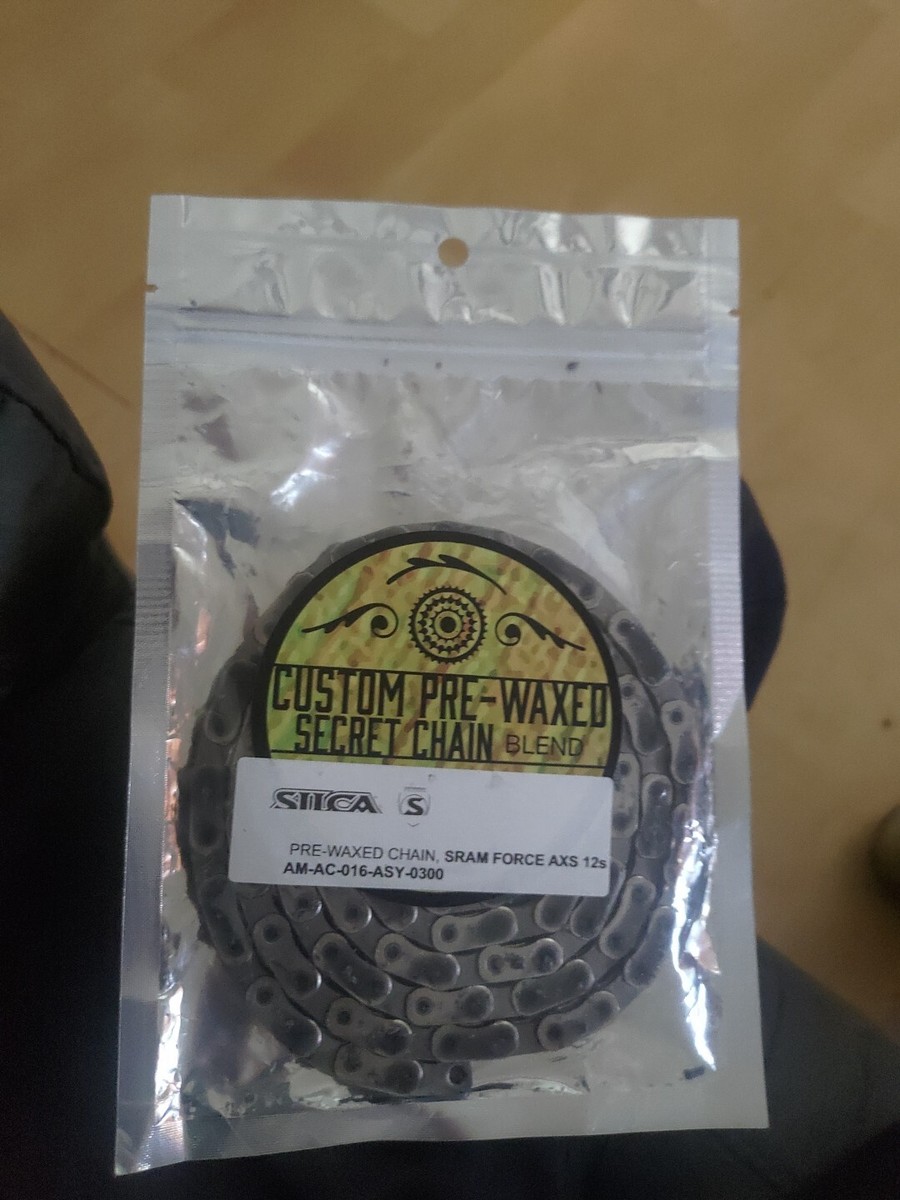 CUSTOM PRE-WAXED
SECRET CHAIN BLEND
SILCA S
PRE-WAXED CHAIN, SRAM FORCE AXS 12s
AM-AC-016-ASY-0300